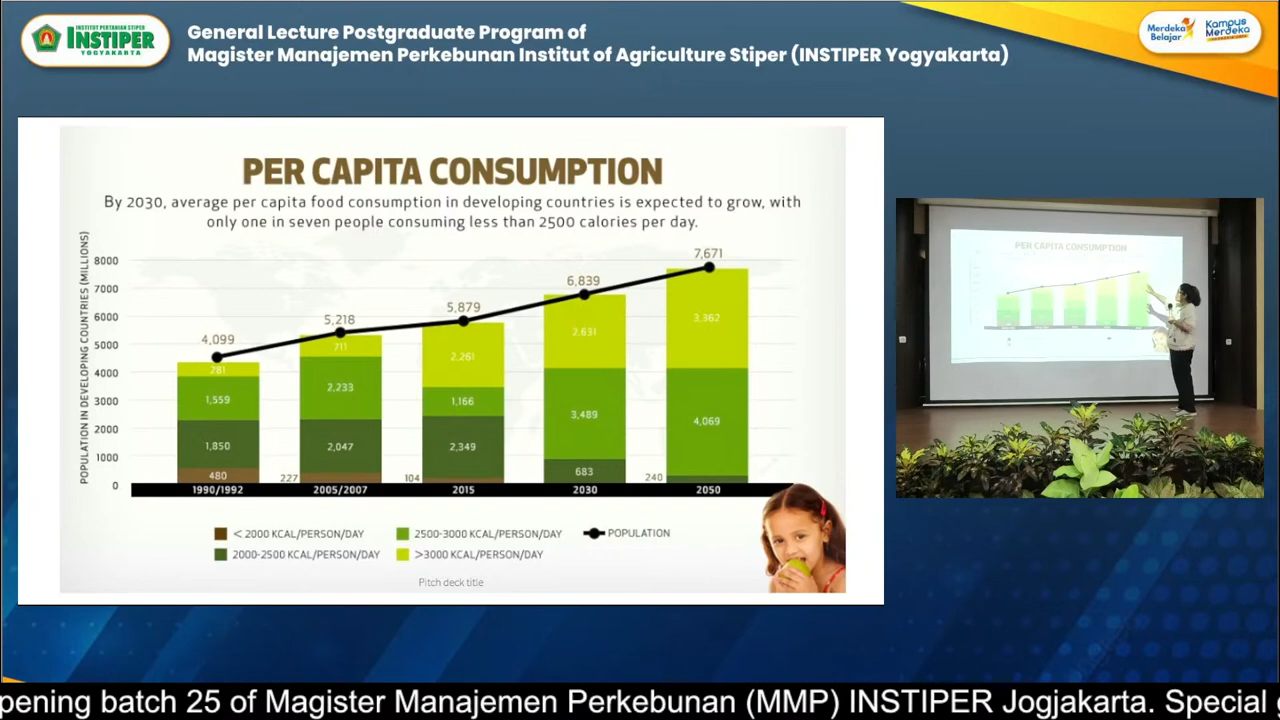 INSTITUT PERTANIAN STIPER
INSTIPER
YOGYAKARTA
General Lecture Postgraduate Program of
Magister Manajemen Perkebunan Institut of Agriculture Stiper (INSTIPER Yogyakarta)
Merdeka
Belajar
Kampus
Merdeka
PER CAPITA CONSUMPTION
By 2030, average per capita food consumption in developing countries is expected to grow, with
only one in seven people consuming less than 2500 calories per day.
POPULATION IN DEVELOPING COUNTRIES (MILLIONS)
8000
7000
6000
5000
4000
3000
2000
1000
0
4,099
281
1,559
1,850
480
1990/1992
5,218
711
2,233
2,047
227
2005/2007
5,879
2,261
1,166
2,349
104
2015
6,839
2,631
3,489
683
2030
7,671
3,362
4,069
240
2050
< 2000 KCAL/PERSON/DAY
2500-3000 KCAL/PERSON/DAY
POPULATION
2000-2500 KCAL/PERSON/DAY
>3000 KCAL/PERSON/DAY
Pitch deck title
PER CAPITA CONSUMPTION
pening batch 25 of Magister Manajemen Perkebunan (MMP) INSTIPER Jogjakarta. Special